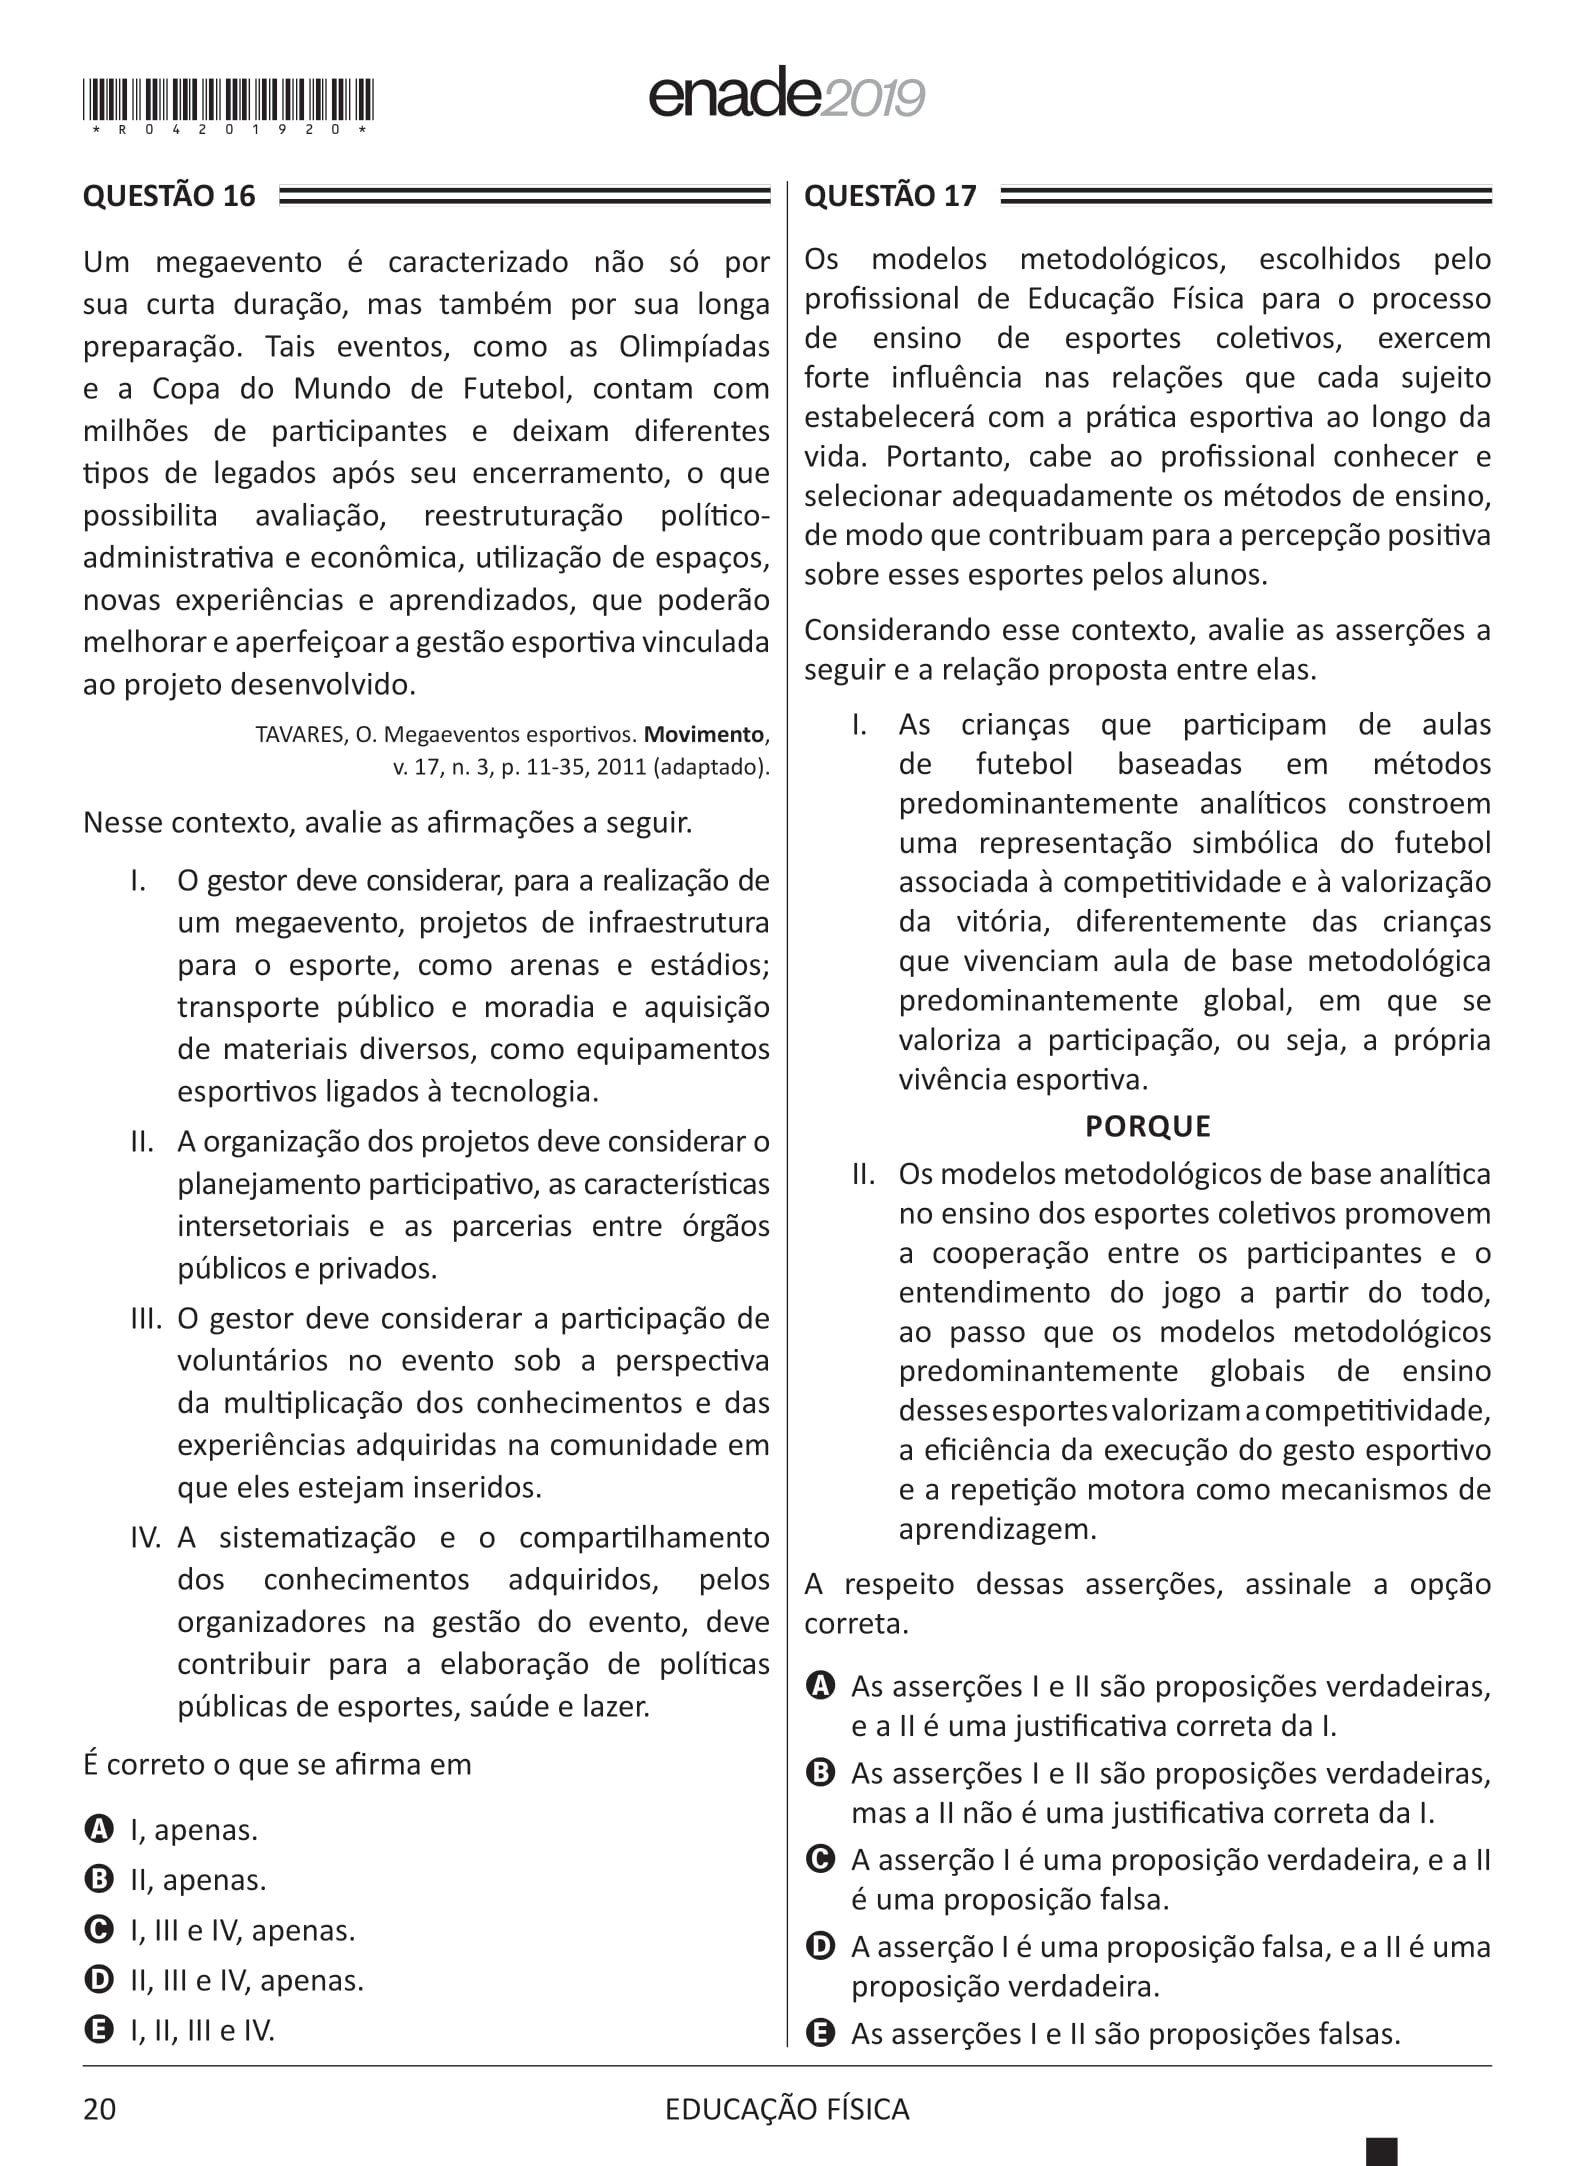 *R04201920*
enade2019
QUESTÃO 16
Um megaevento é caracterizado não só por
sua curta duração, mas também por sua longa
preparação. Tais eventos, como as Olimpíadas
e a Copa do Mundo de Futebol, contam com
milhões de participantes e deixam diferentes
tipos de legados após seu encerramento, o que
possibilita avaliação, reestruturação político-
administrativa e econômica, utilização de espaços,
novas experiências e aprendizados, que poderão
melhorar e aperfeiçoar a gestão esportiva vinculada
ao projeto desenvolvido.
TAVARES, O. Megaeventos esportivos. Movimento,
v. 17, n. 3, p. 11-35, 2011 (adaptado).
Nesse contexto, avalie as afirmações a seguir.
I. O gestor deve considerar, para a realização de
um megaevento, projetos de infraestrutura
para o esporte, como arenas e estádios;
transporte público e moradia e aquisição
de materiais diversos, como equipamentos
esportivos ligados à tecnologia.
II. A organização dos projetos deve considerar o
planejamento participativo, as características
intersetoriais e as parcerias entre órgãos
públicos e privados.
III. O gestor deve considerar a participação de
voluntários no evento sob a perspectiva
da multiplicação dos conhecimentos e das
experiências adquiridas na comunidade em
que eles estejam inseridos.
IV. A sistematização e o compartilhamento
dos conhecimentos adquiridos, pelos
organizadores na gestão do evento, deve
contribuir para a elaboração de políticas
públicas de esportes, saúde e lazer.
É correto o que se afirma em
A I, apenas.
B II, apenas.
C I, III e IV, apenas.
D II, III e IV, apenas.
E I, II, III e IV.
QUESTÃO 17
Os modelos metodológicos, escolhidos pelo
profissional de Educação Física para o processo
de ensino de esportes coletivos, exercem
forte influência nas relações que cada sujeito
estabelecerá com a prática esportiva ao longo da
vida. Portanto, cabe ao profissional conhecer e
selecionar adequadamente os métodos de ensino,
de modo que contribuam para a percepção positiva
sobre esses esportes pelos alunos.
Considerando esse contexto, avalie as asserções a
seguir e a relação proposta entre elas.
I. As crianças que participam de aulas
de futebol baseadas em métodos
predominantemente analíticos constroem
uma representação simbólica do futebol
associada à competitividade e à valorização
da vitória, diferentemente das crianças
que vivenciam aula de base metodológica
predominantemente global, em que se
valoriza a participação, ou seja, a própria
vivência esportiva.
PORQUE
II. Os modelos metodológicos de base analítica
no ensino dos esportes coletivos promovem
a cooperação entre os participantes e o
entendimento do jogo a partir do todo,
ao passo que os modelos metodológicos
predominantemente globais de ensino
desses esportes valorizam a competitividade,
a eficiência da execução do gesto esportivo
e a repetição motora como mecanismos de
aprendizagem.
A respeito dessas asserções, assinale a opção
correta.
A As asserções I e II são proposições verdadeiras,
e a II é uma justificativa correta da I.
B As asserções I e II são proposições verdadeiras,
mas a II não é uma justificativa correta da I.
C A asserção I é uma proposição verdadeira, e a II
é uma proposição falsa.
D A asserção I é uma proposição falsa, e a II é uma
proposição verdadeira.
E As asserções I e II são proposições falsas.
20
EDUCAÇÃO FÍSICA